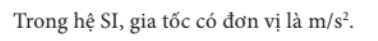 Trong hệ SI, gia tốc có đơn vị là m/s².